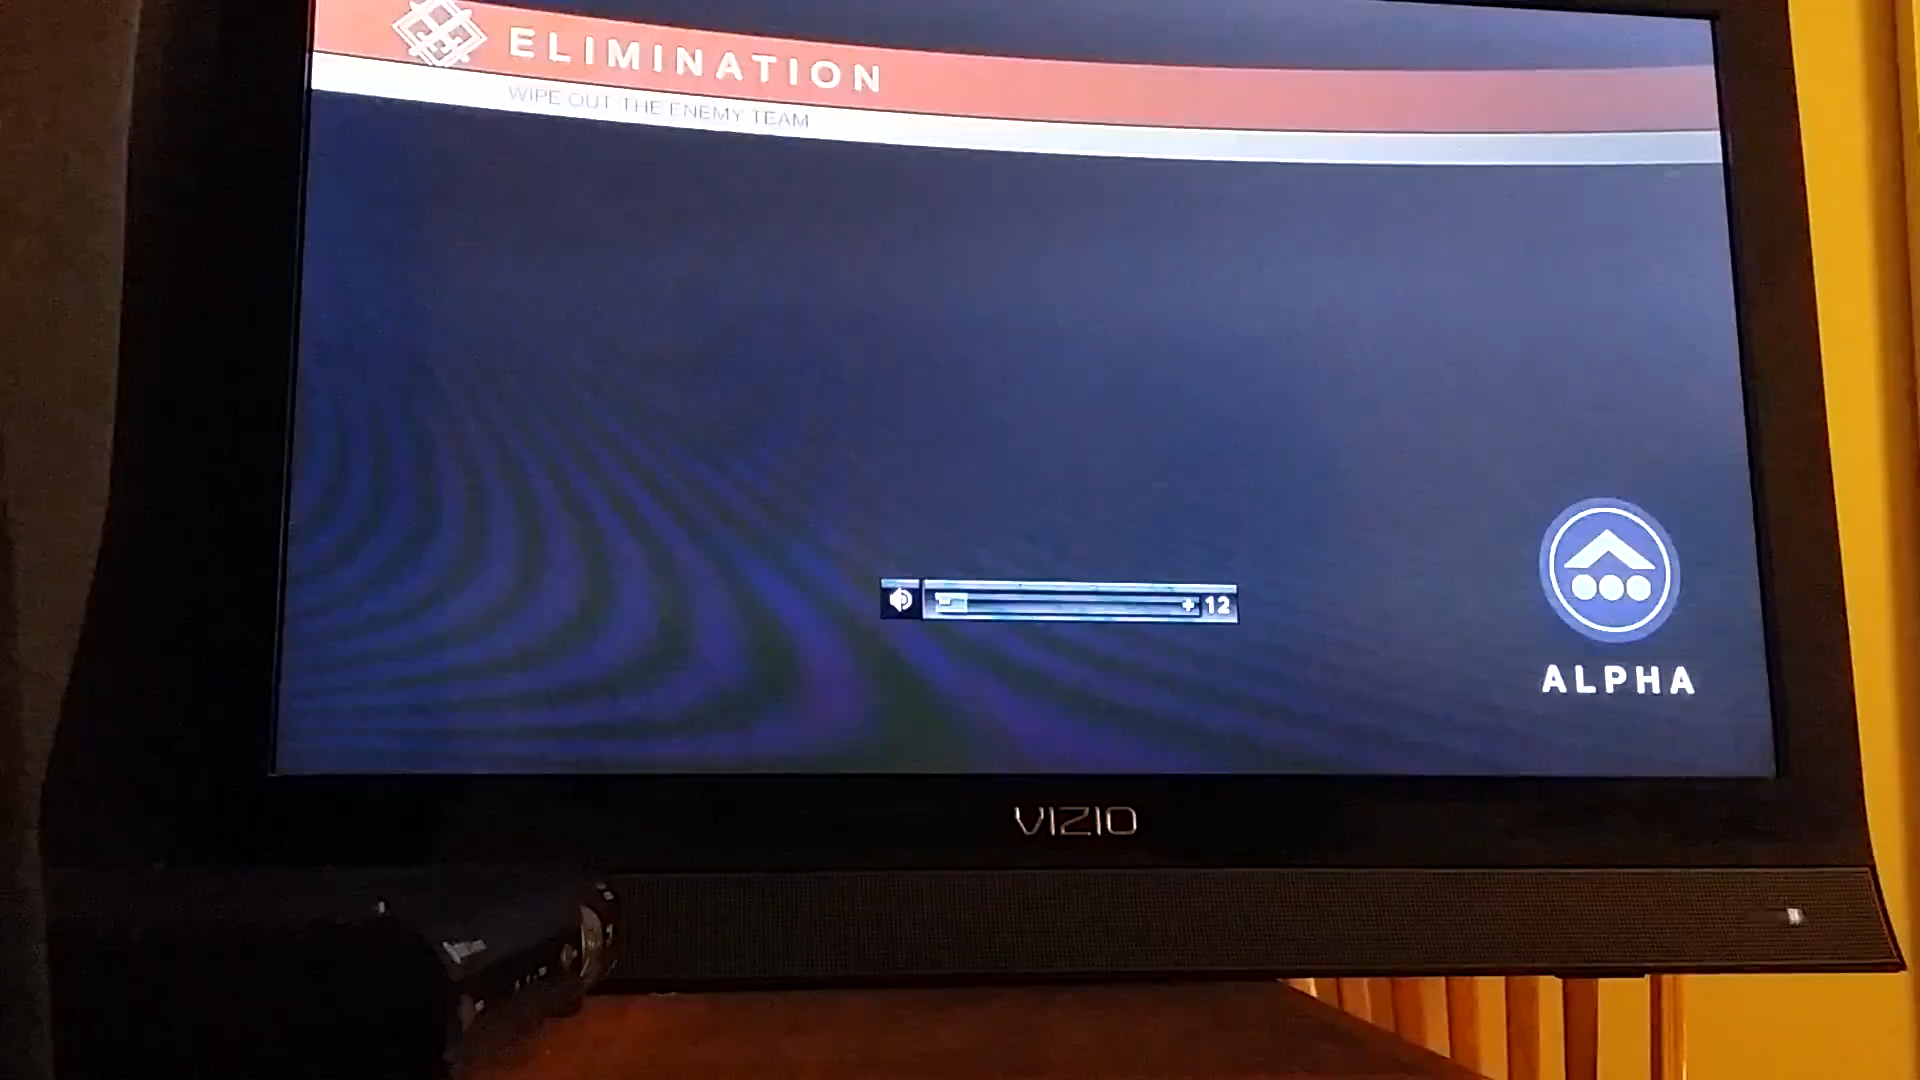 ELIMINATION
WIPE OUT THE ENEMY TEAM
12
ALPHA
VIZIO